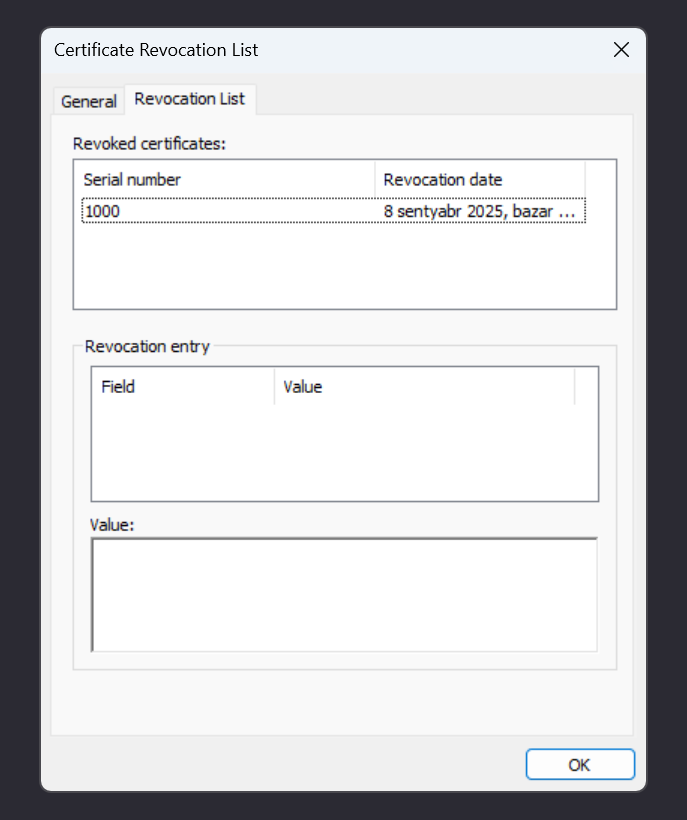 Certificate Revocation List
General
Revocation List
Revoked certificates:
Serial number Revocation date
1000 8 sentyabr 2025, bazar ...
Revocation entry
Field Value
Value:
OK